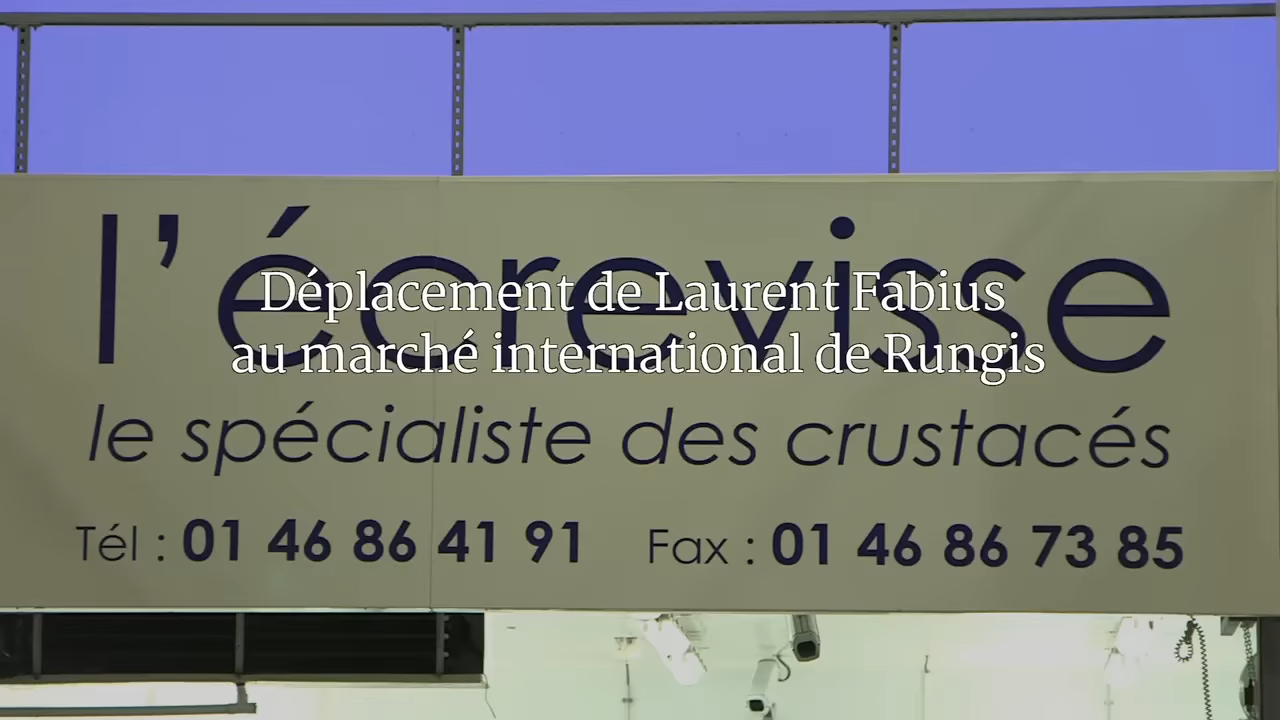 l'écrevisse
Déplacement de Laurent Fabius
au marché international de Rungis
le spécialiste des crustacés
Tél : 01 46 86 41 91 Fax : 01 46 86 73 85